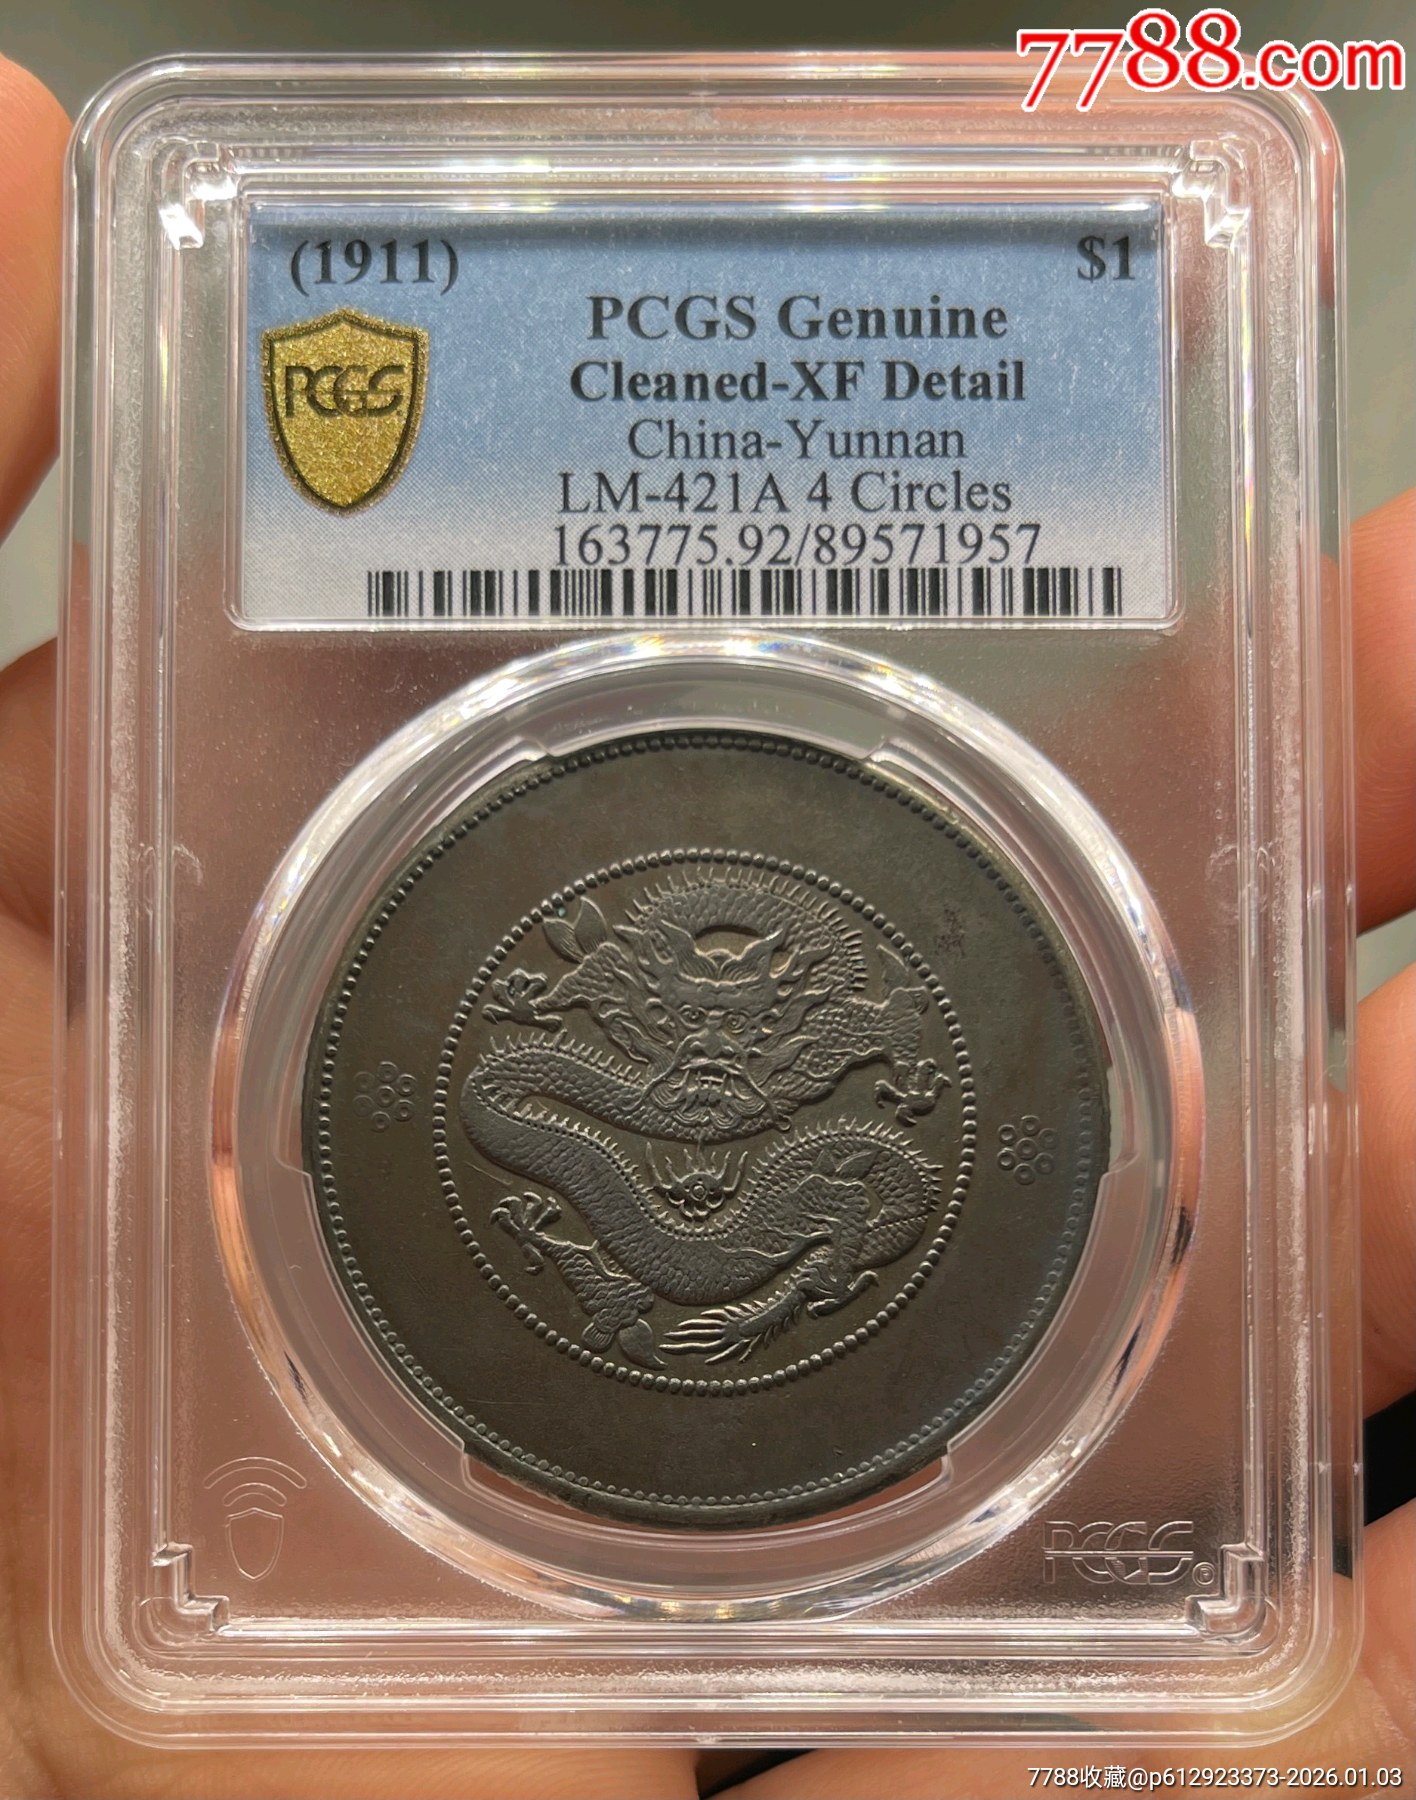 7788.com
(1911) $1
PCGS Genuine
PCGS
Cleaned-XF Detail
China-Yunnan
LM-421A 4 Circles
163775.92/89571957
PCGS
7788收藏@p612923373-2026.01.03